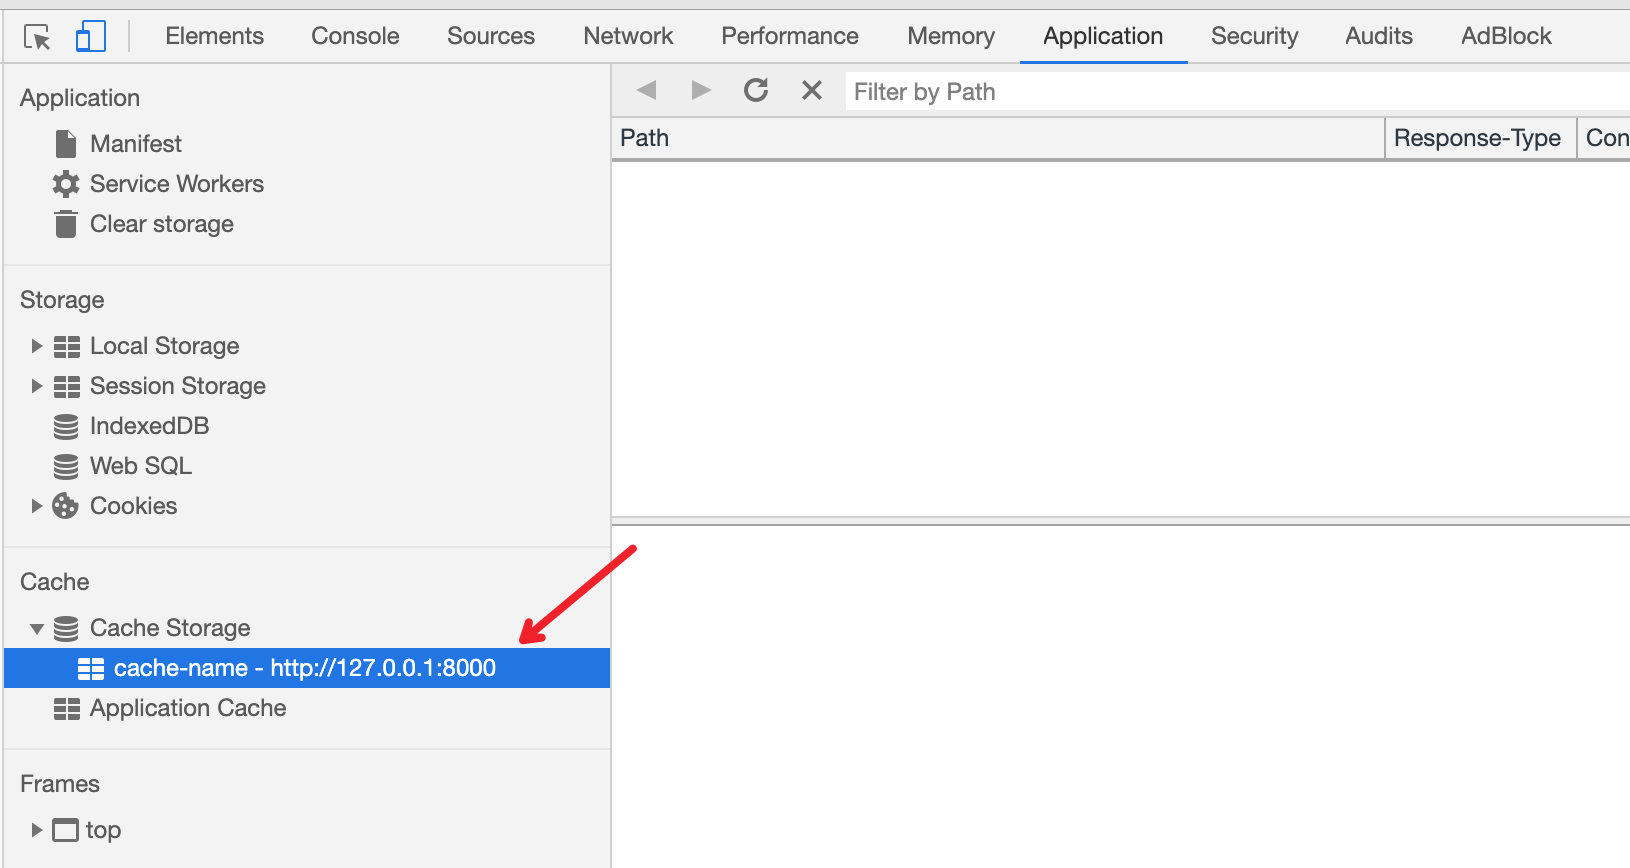 Elements Console Sources Network Performance Memory Application Security Audits AdBlock
Application
Manifest
Service Workers
Clear storage
Storage
Local Storage
Session Storage
IndexedDB
Web SQL
Cookies
Cache
Cache Storage
cache-name - http://127.0.0.1:8000
Application Cache
Frames
top
Filter by Path
Path Response-Type Con